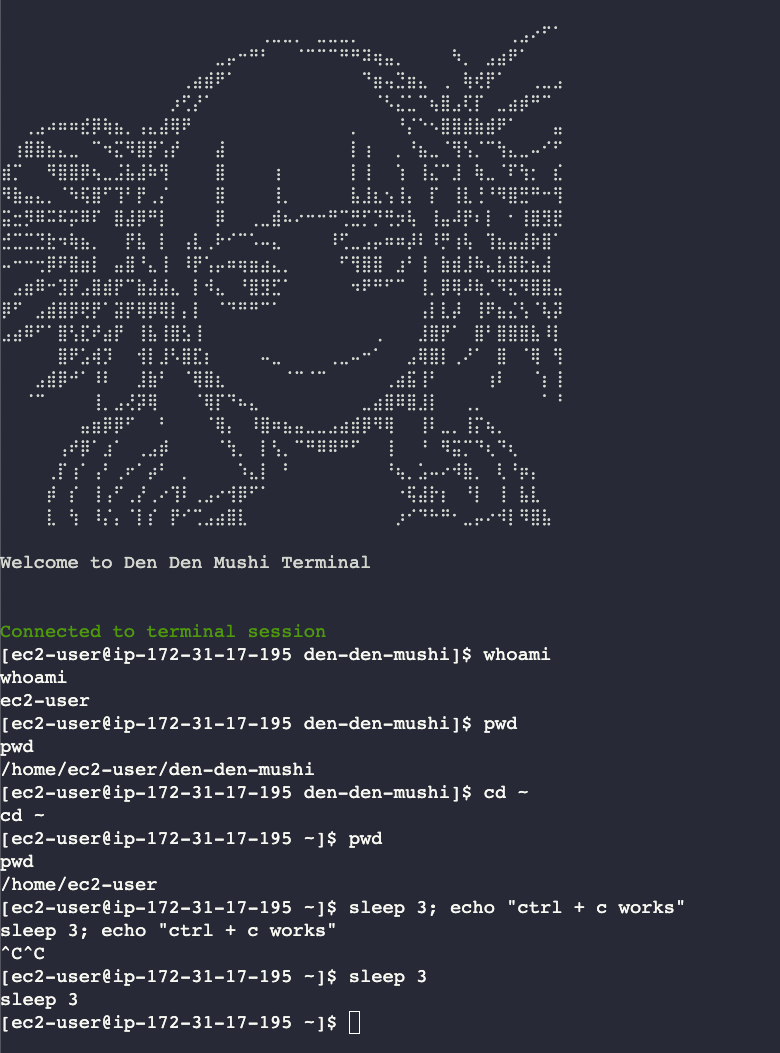 Welcome to Den Den Mushi Terminal
Connected to terminal session
[ec2-user@ip-172-31-17-195 den-den-mushi]$ whoami
whoami
ec2-user
[ec2-user@ip-172-31-17-195 den-den-mushi]$ pwd
pwd
/home/ec2-user/den-den-mushi
[ec2-user@ip-172-31-17-195 den-den-mushi]$ cd ~
cd ~
[ec2-user@ip-172-31-17-195 ~]$ pwd
pwd
/home/ec2-user
[ec2-user@ip-172-31-17-195 ~]$ sleep 3; echo "ctrl + c works"
sleep 3; echo "ctrl + c works"
^C^C
[ec2-user@ip-172-31-17-195 ~]$ sleep 3
sleep 3
[ec2-user@ip-172-31-17-195 ~]$